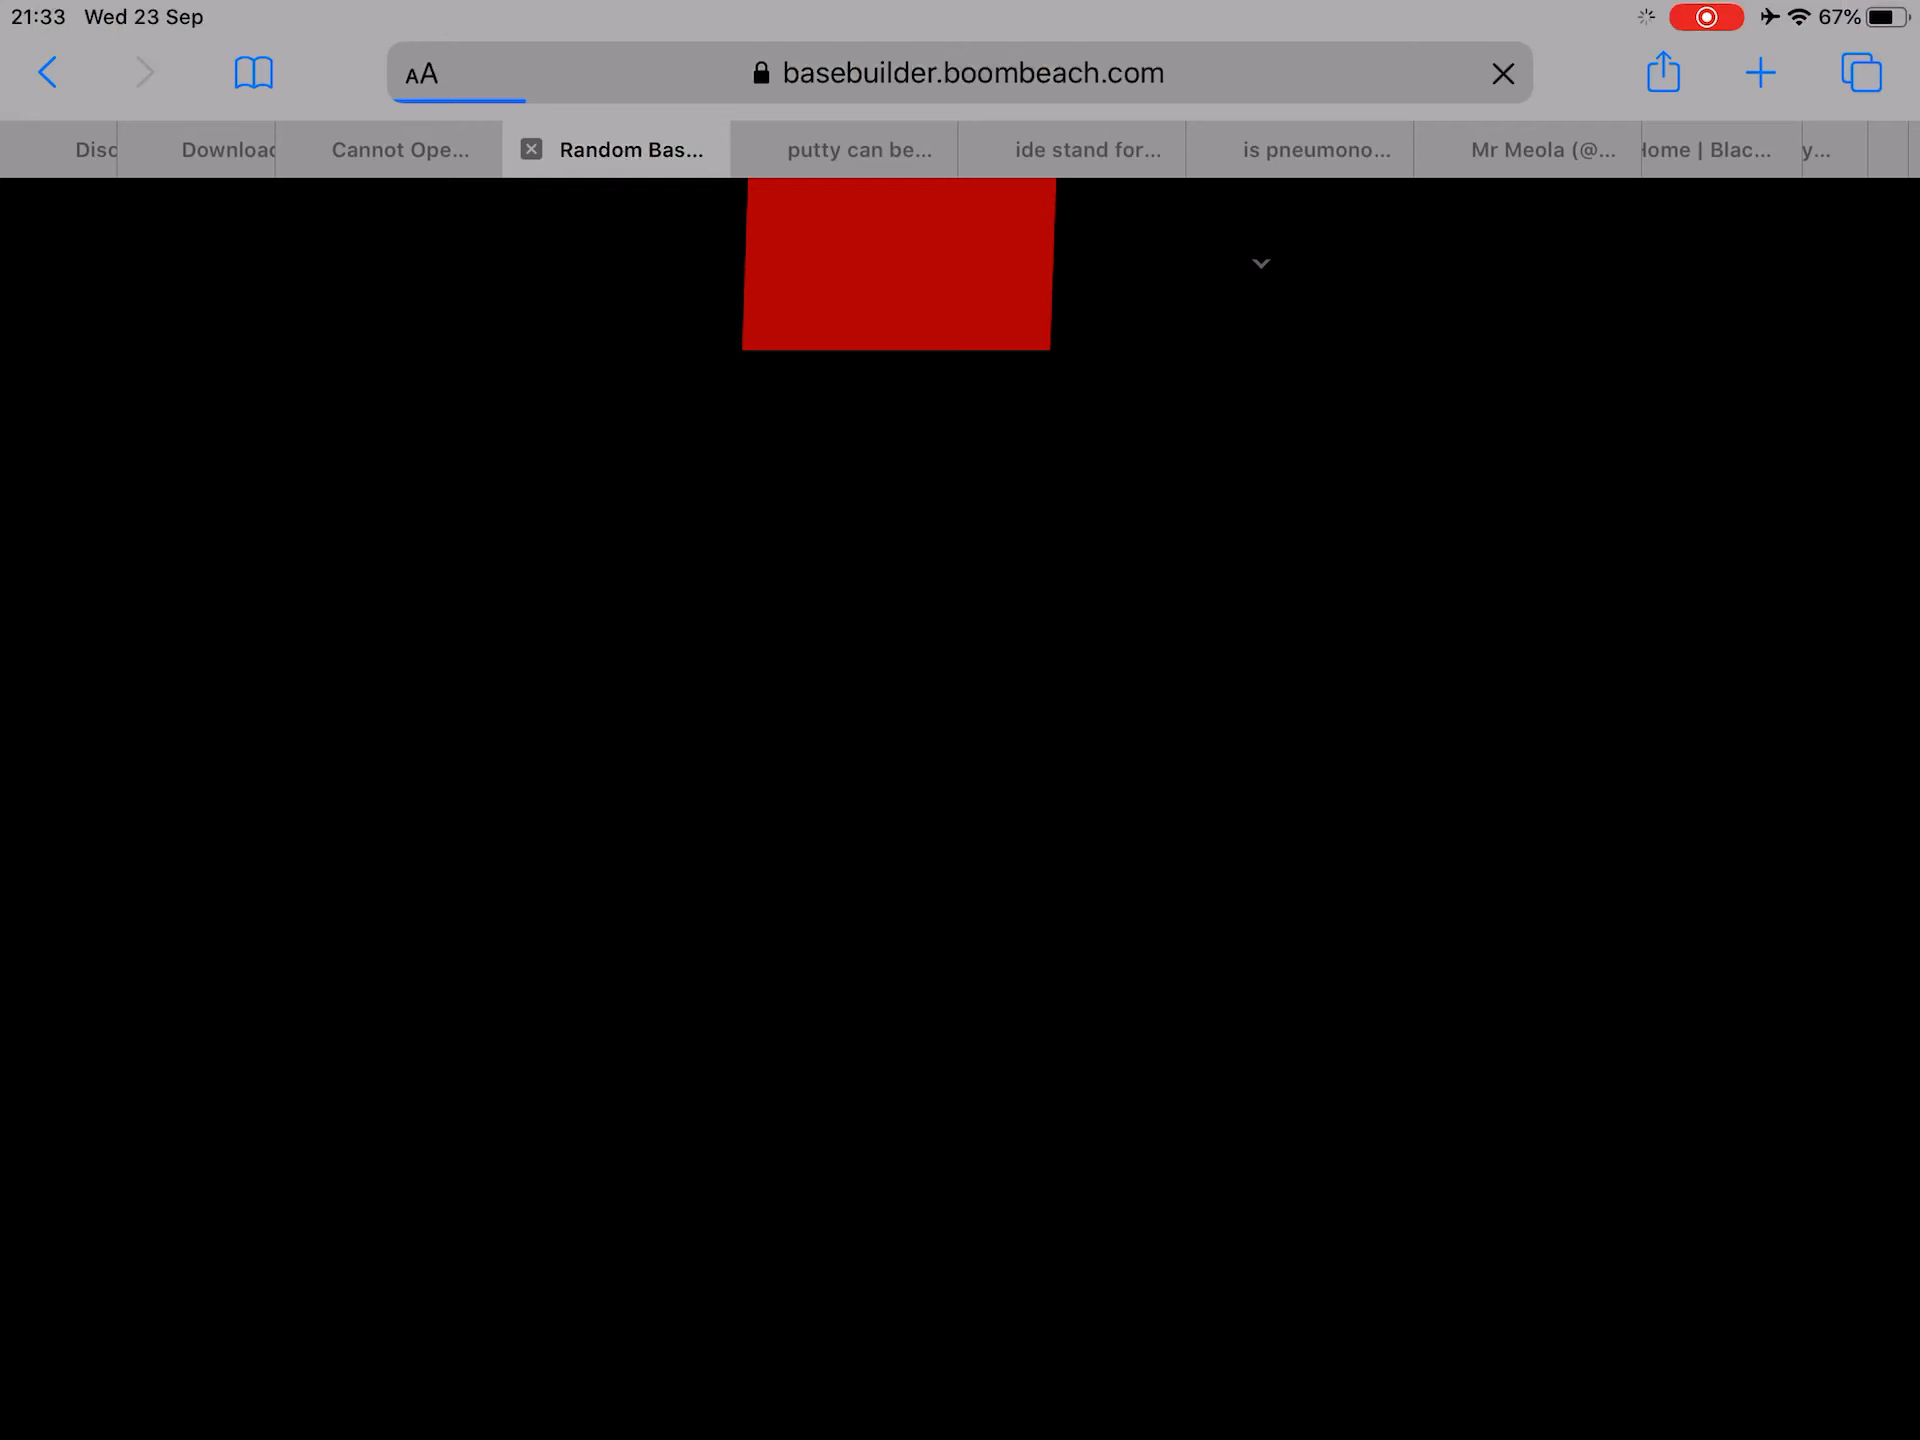 21:33 Wed 23 Sep 67%
AA basebuilder.boombeach.com
Disc Download Cannot Ope... Random Bas... putty can be... ide stand for... is pneumono... Mr Meola (@... Home | Blac... y...